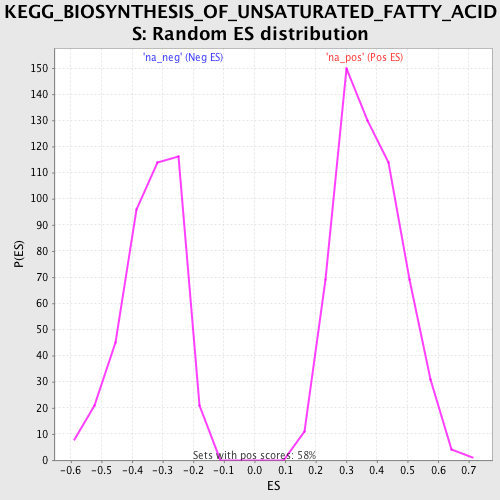 KEGG_BIOSYNTHESIS_OF_UNSATURATED_FATTY_ACID
S: Random ES distribution
'na_neg' (Neg ES) 'na_pos' (Pos ES)
150
140
130
120
110
100
90
80
70
60
50
40
30
20
10
0
P(ES)
Sets with pos scores: 58%
-0.6 -0.5 -0.4 -0.3 -0.2 -0.1 0.0 0.1 0.2 0.3 0.4 0.5 0.6 0.7
ES